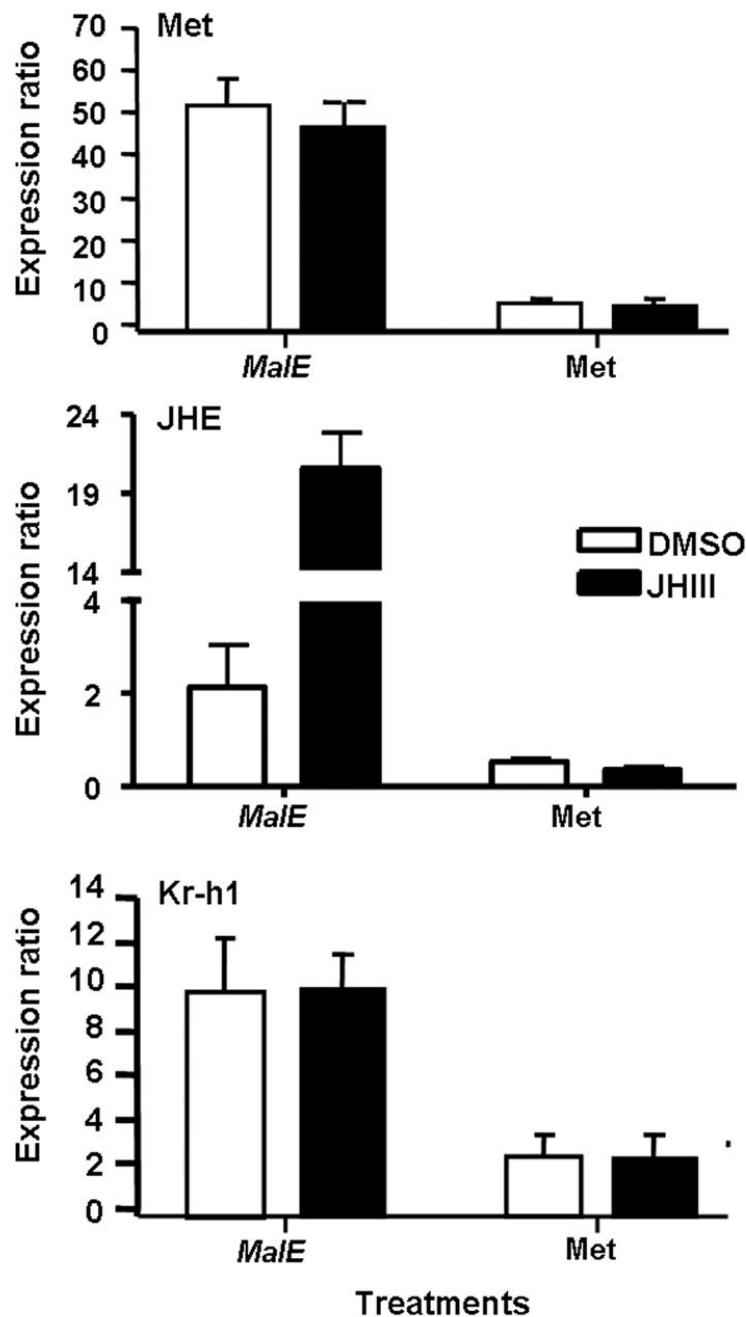 Met
Expression ratio
70
60
50
40
30
20
10
0
MalE Met
JHE
Expression ratio
24
19
14
4
2
0
DMSO
JHIII
MalE Met
Kr-h1
Expression ratio
14
12
10
8
6
4
2
0
MalE Met
Treatments